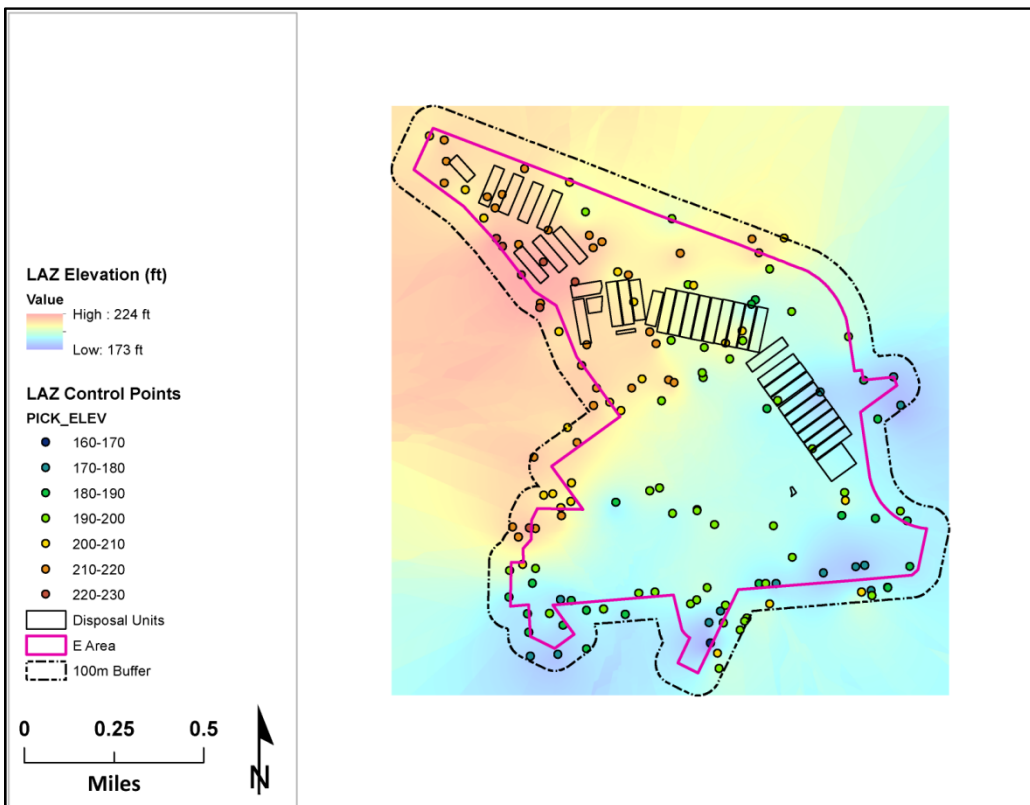 LAZ Elevation (ft)
Value
High : 224 ft
Low: 173 ft
LAZ Control Points
PICK_ELEV
160-170
170-180
180-190
190-200
200-210
210-220
220-230
Disposal Units
E Area
100m Buffer
0 0.25 0.5
Miles
N